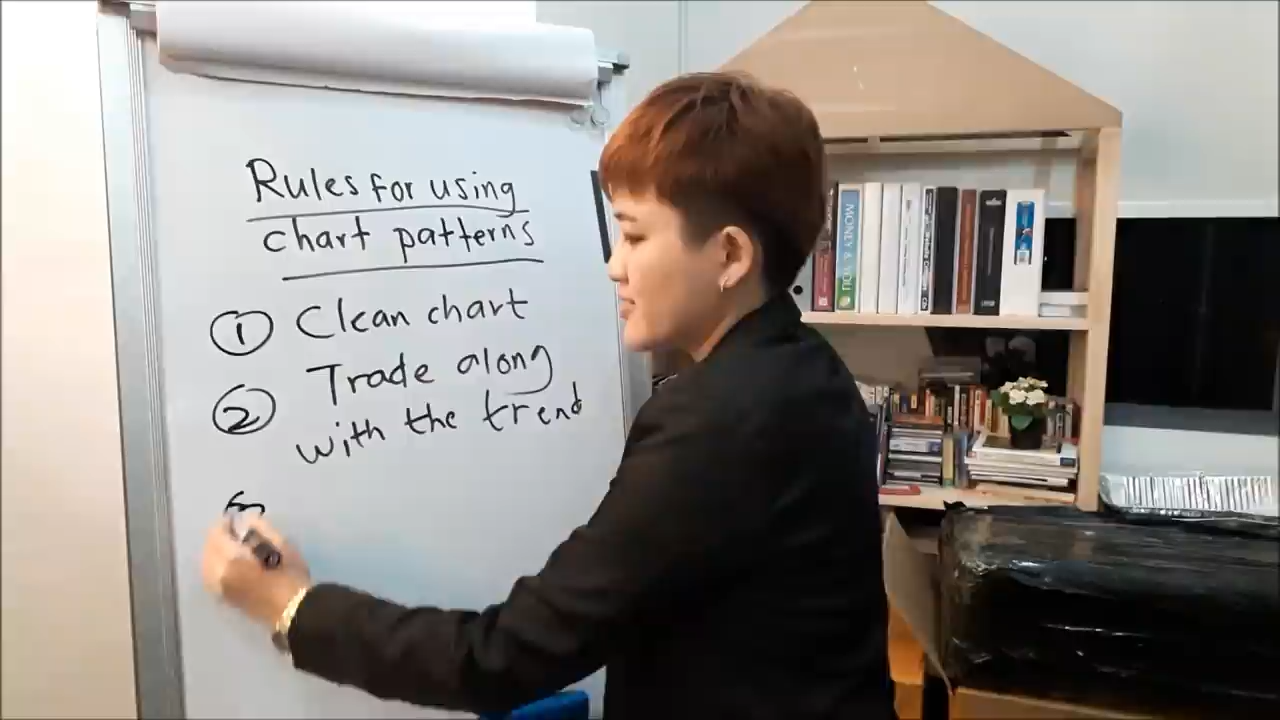 Rules for using
chart patterns
① Clean chart
② Trade along
with the trend
MONEY & YOU